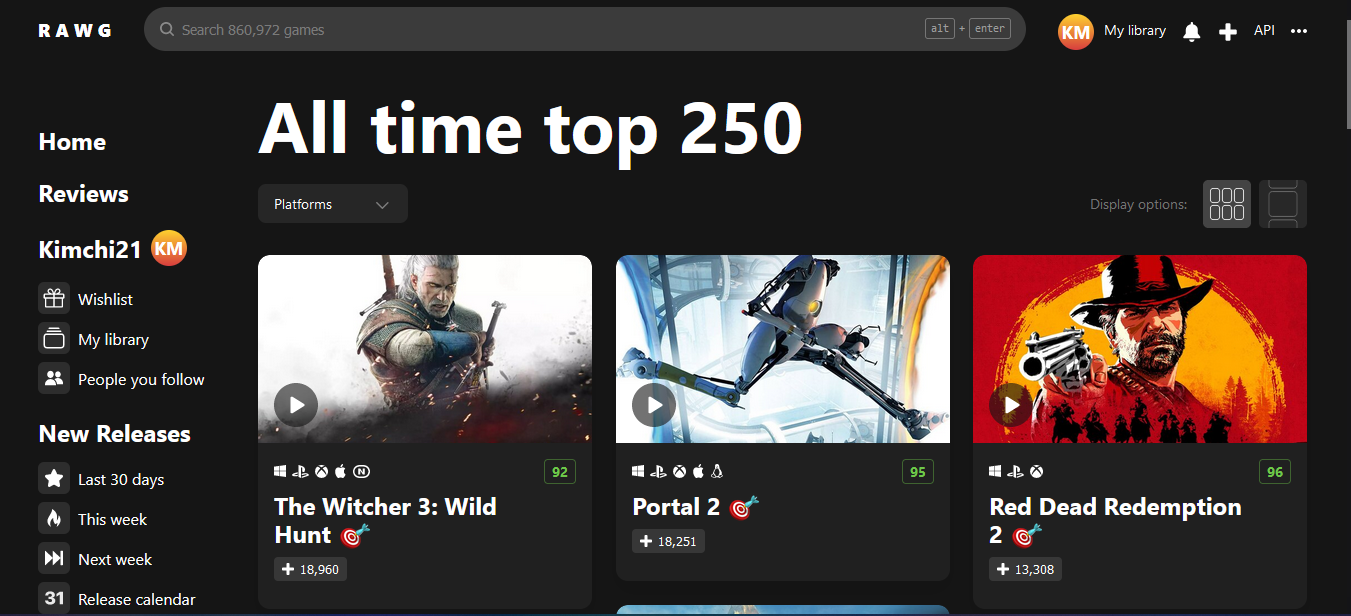 RAWG
Search 860,972 games
alt + enter
KM
My library
API
All time top 250
Home
Reviews
Kimchi21 KM
Wishlist
My library
People you follow
New Releases
Last 30 days
This week
Next week
31 Release calendar
Platforms
Display options:
92
The Witcher 3: Wild
Hunt
+ 18,960
95
Portal 2
+ 18,251
96
Red Dead Redemption
2
+ 13,308